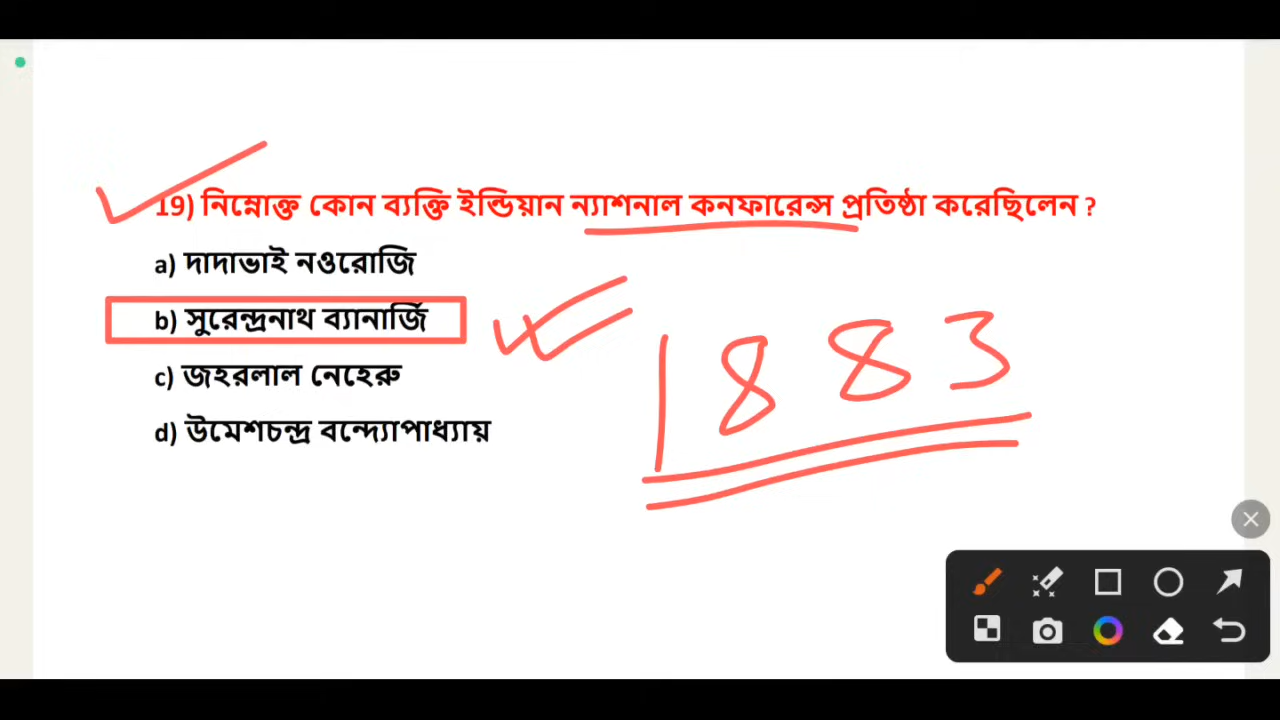 19) নিম্নোক্ত কোন ব্যক্তি ইন্ডিয়ান ন্যাশনাল কনফারেন্স প্রতিষ্ঠা করেছিলেন ?
a) দাদাভাই নওরোজি
b) সুরেন্দ্রনাথ ব্যানার্জি
c) জহরলাল নেহেরু
d) উমেশচন্দ্র বন্দ্যোপাধ্যায়
1883